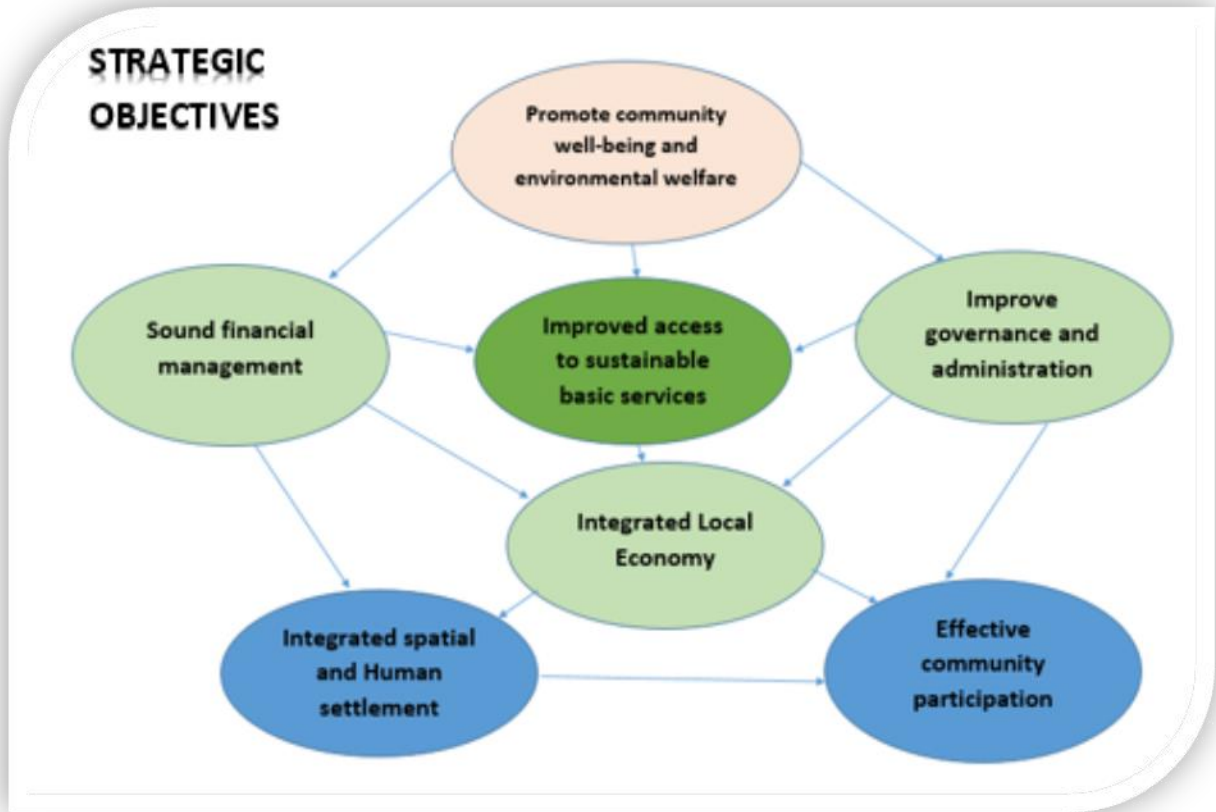 STRATEGIC
OBJECTIVES
Promote community
well-being and
environmental welfare
Sound financial
management
Improved access
to sustainable
basic services
Improve
governance and
administration
Integrated Local
Economy
Integrated spatial
and Human
settlement
Effective
community
participation